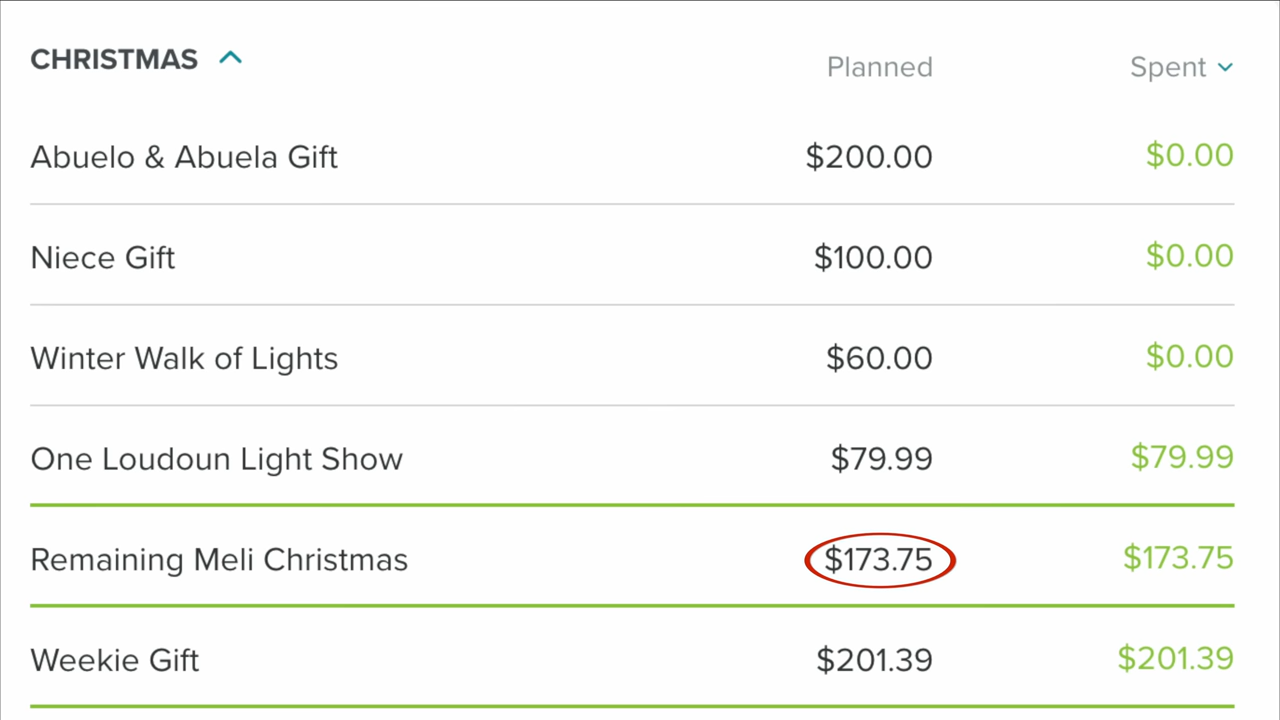 CHRISTMAS Planned Spent
Abuelo & Abuela Gift $200.00 $0.00
Niece Gift $100.00 $0.00
Winter Walk of Lights $60.00 $0.00
One Loudoun Light Show $79.99 $79.99
Remaining Meli Christmas $173.75 $173.75
Weekie Gift $201.39 $201.39